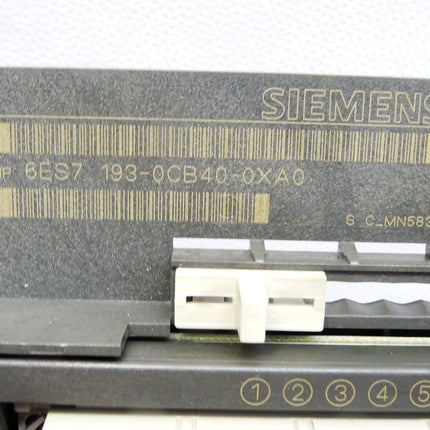 SIEMENS
6ES7 193-0CB40-0XA0
S C_MN583
① ② ③ ④ ⑤